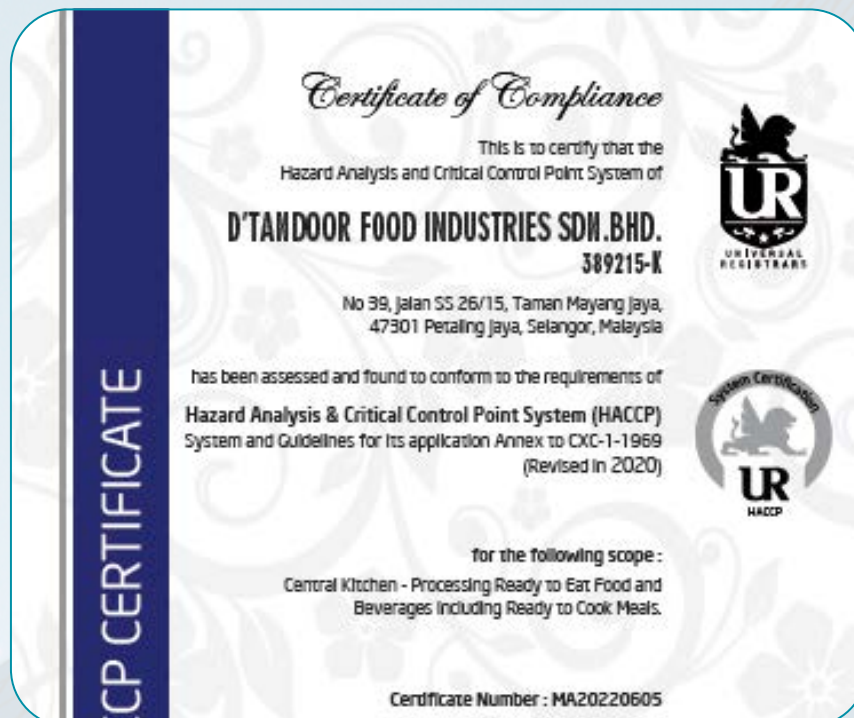 Certificate of Compliance
This is to certify that the
Hazard Analysis and Critical Control Point System of
D'TANDOOR FOOD INDUSTRIES SDN.BHD.
389215-K
No 39, Jalan SS 26/15, Taman Mayang Jaya,
47301 Petaling Jaya, Selangor, Malaysia
has been assessed and found to conform to the requirements of
Hazard Analysis & Critical Control Point System (HACCP)
System and Guidelines for its application Annex to CXC-1-1969
(Revised in 2020)
for the following scope :
Central Kitchen - Processing Ready to Eat Food and
Beverages including Ready to Cook Meals.
Certificate Number : MA20220605
CCP CERTIFICATE
UR
UNIVERSAL
REGISTRARS
System Certification
UR
HACCP